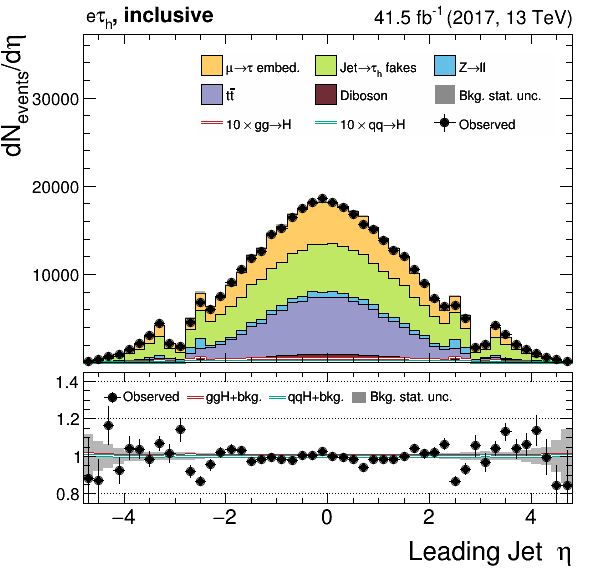 eτh, inclusive 41.5 fb-1 (2017, 13 TeV)
dNevents/dη
μ→τ embed. Jet→τh fakes Z→ll
tt̄ Diboson Bkg. stat. unc.
10 × gg→H 10 × qq→H Observed
30000
20000
10000
1.4
Observed ggH+bkg. qqH+bkg. Bkg. stat. unc.
1.2
1
0.8
−4 −2 0 2 4
Leading Jet η